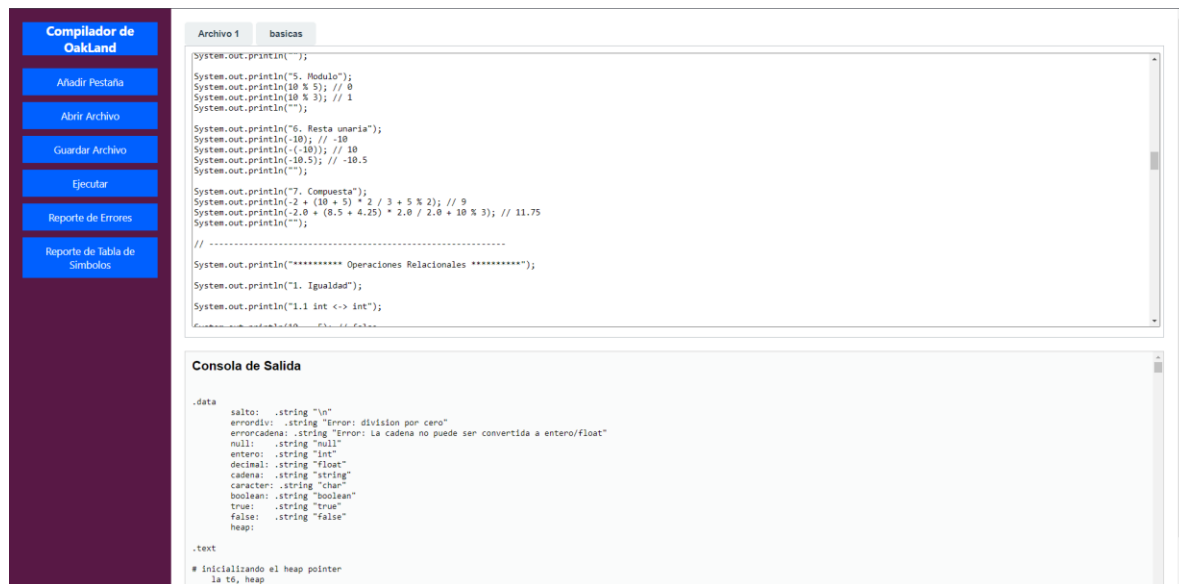 Compilador de
OakLand
Añadir Pestaña
Abrir Archivo
Guardar Archivo
Ejecutar
Reporte de Errores
Reporte de Tabla de
Simbolos
Archivo 1
basicas
System.out.println("");
System.out.println("5. Modulo");
System.out.println(10 % 5); // 0
System.out.println(10 % 3); // 1
System.out.println("");
System.out.println("6. Resta unaria");
System.out.println(-10); // -10
System.out.println(-(-10)); // 10
System.out.println(-10.5); // -10.5
System.out.println("");
System.out.println("7. Compuesta");
System.out.println(-2 + (10 + 5) * 2 / 3 + 5 % 2); // 9
System.out.println(-2.0 + (8.5 + 4.25) * 2.0 / 2.0 + 10 % 3); // 11.75
System.out.println("");
// ------------------------------------------------------------
System.out.println("********** Operaciones Relacionales **********");
System.out.println("1. Igualdad");
System.out.println("1.1 int <-> int");
Consola de Salida
.data
salto: .string "\n"
errordiv: .string "Error: division por cero"
errorcadena: .string "Error: La cadena no puede ser convertida a entero/float"
null: .string "null"
entero: .string "int"
decimal: .string "float"
cadena: .string "string"
caracter: .string "char"
boolean: .string "boolean"
true: .string "true"
false: .string "false"
heap:
.text
# inicializando el heap pointer
la t6, heap